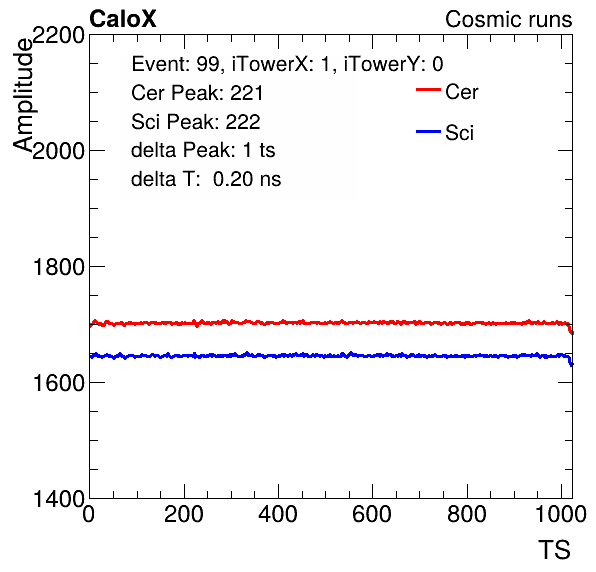 CaloX Cosmic runs
Amplitude
2200
2000
1800
1600
1400
Event: 99, iTowerX: 1, iTowerY: 0
Cer Peak: 221
Sci Peak: 222
delta Peak: 1 ts
delta T:  0.20 ns
Cer
Sci
0 200 400 600 800 1000
TS